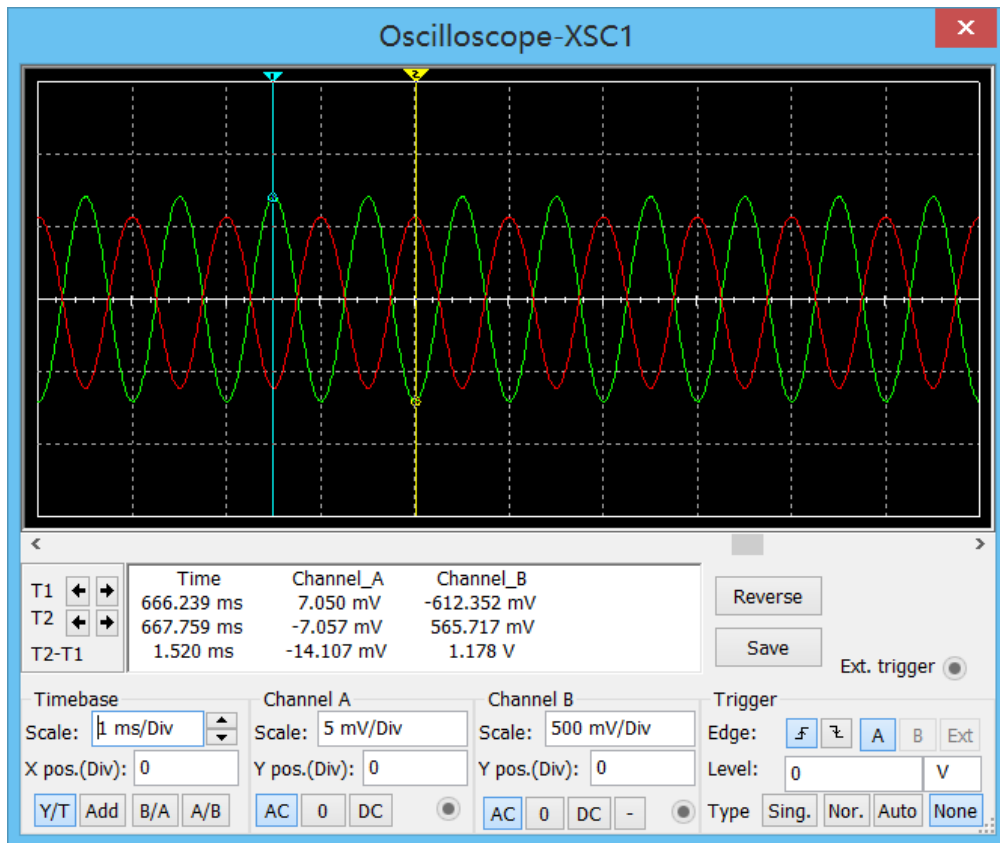 Oscilloscope-XSC1
×
1 2
< >
Time Channel_A Channel_B
T1 666.239 ms 7.050 mV -612.352 mV
T2 667.759 ms -7.057 mV 565.717 mV
T2-T1 1.520 ms -14.107 mV 1.178 V
Reverse
Save
Ext. trigger
Timebase Channel A Channel B Trigger
Scale: 1 ms/Div Scale: 5 mV/Div Scale: 500 mV/Div Edge: A B Ext
X pos.(Div): 0 Y pos.(Div): 0 Y pos.(Div): 0 Level: 0 V
Y/T Add B/A A/B AC 0 DC AC 0 DC - Type Sing. Nor. Auto None